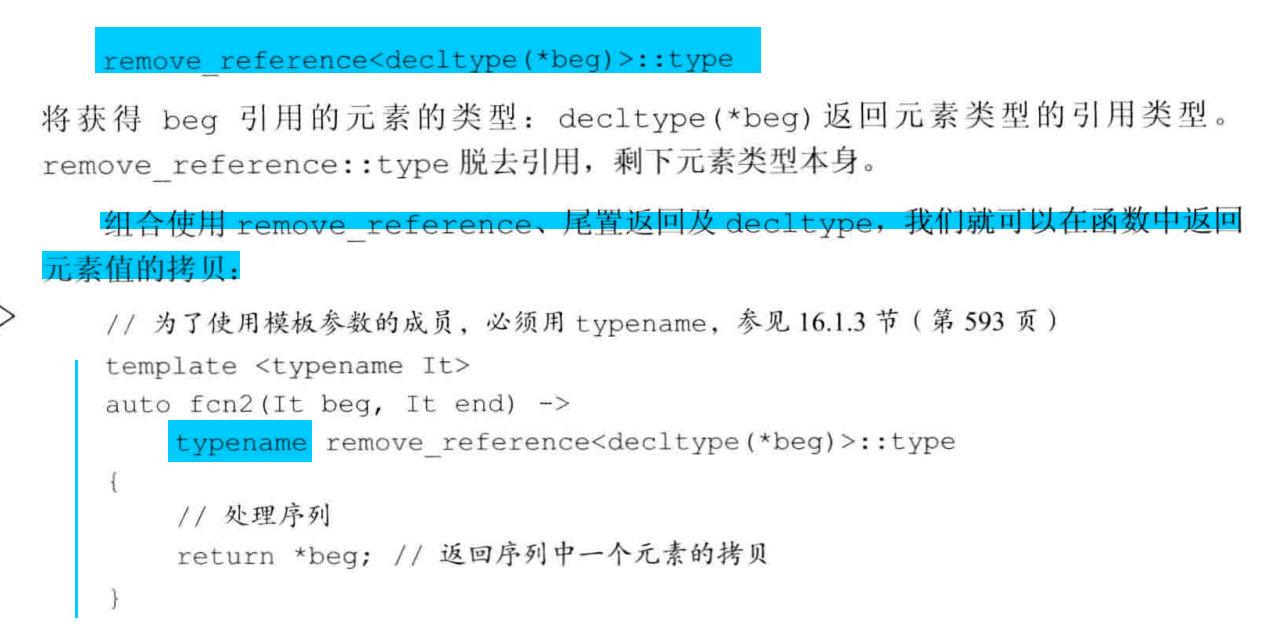 remove_reference<decltype(*beg)>::type
将获得 beg 引用的元素的类型：decltype(*beg)返回元素类型的引用类型。
remove_reference::type 脱去引用，剩下元素类型本身。
组合使用 remove_reference、尾置返回及 decltype，我们就可以在函数中返回
元素值的拷贝：
// 为了使用模板参数的成员，必须用 typename，参见 16.1.3 节（第 593 页）
template <typename It>
auto fcn2(It beg, It end) ->
typename remove_reference<decltype(*beg)>::type
{
// 处理序列
return *beg; // 返回序列中一个元素的拷贝
}